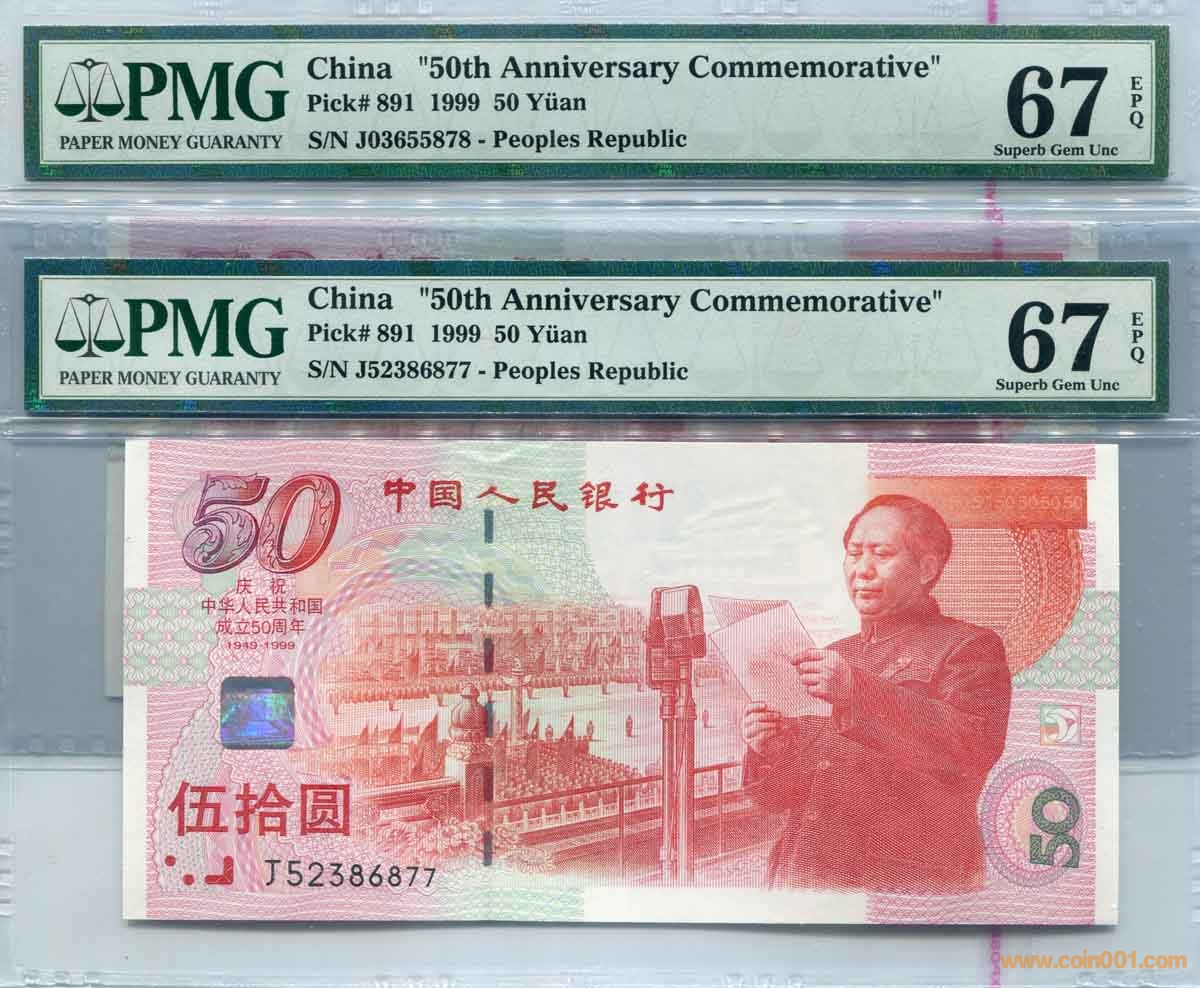 PMG
PAPER MONEY GUARANTY
China "50th Anniversary Commemorative"
Pick# 891 1999 50 Yüan
S/N J03655878 - Peoples Republic
67
EPQ
Superb Gem Unc
PMG
PAPER MONEY GUARANTY
China "50th Anniversary Commemorative"
Pick# 891 1999 50 Yüan
S/N J52386877 - Peoples Republic
67
EPQ
Superb Gem Unc
50
中国人民银行
庆祝
中华人民共和国
成立50周年
1949-1999
伍拾圆
J52386877
50
www.coin001.com